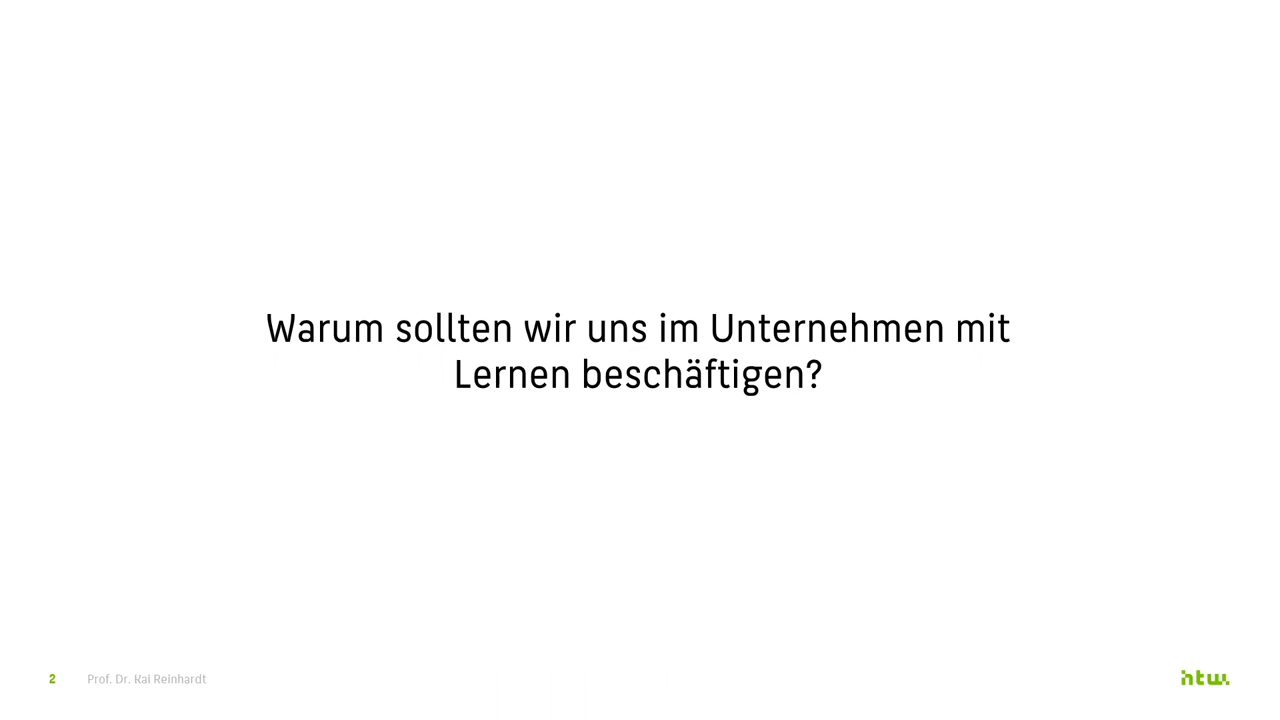 Warum sollten wir uns im Unternehmen mit
Lernen beschäftigen?
2 Prof. Dr. Kai Reinhardt
htw.